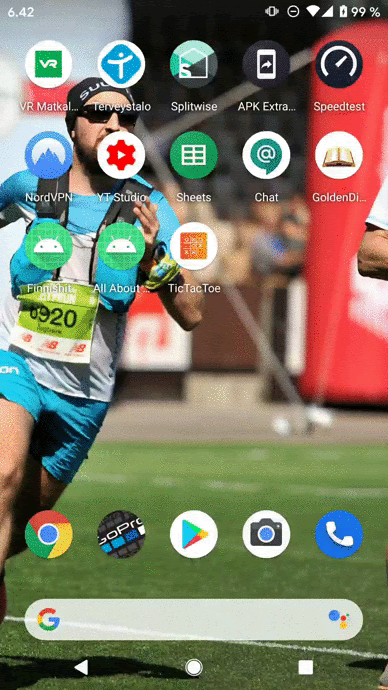 6.42
99 %
VR Matkal...
Terveystalo
Splitwise
APK Extra...
Speedtest
NordVPN
YT Studio
Sheets
Chat
GoldenDi...
Finnishit...
All About ...
TicTacToe
6920
GoPro